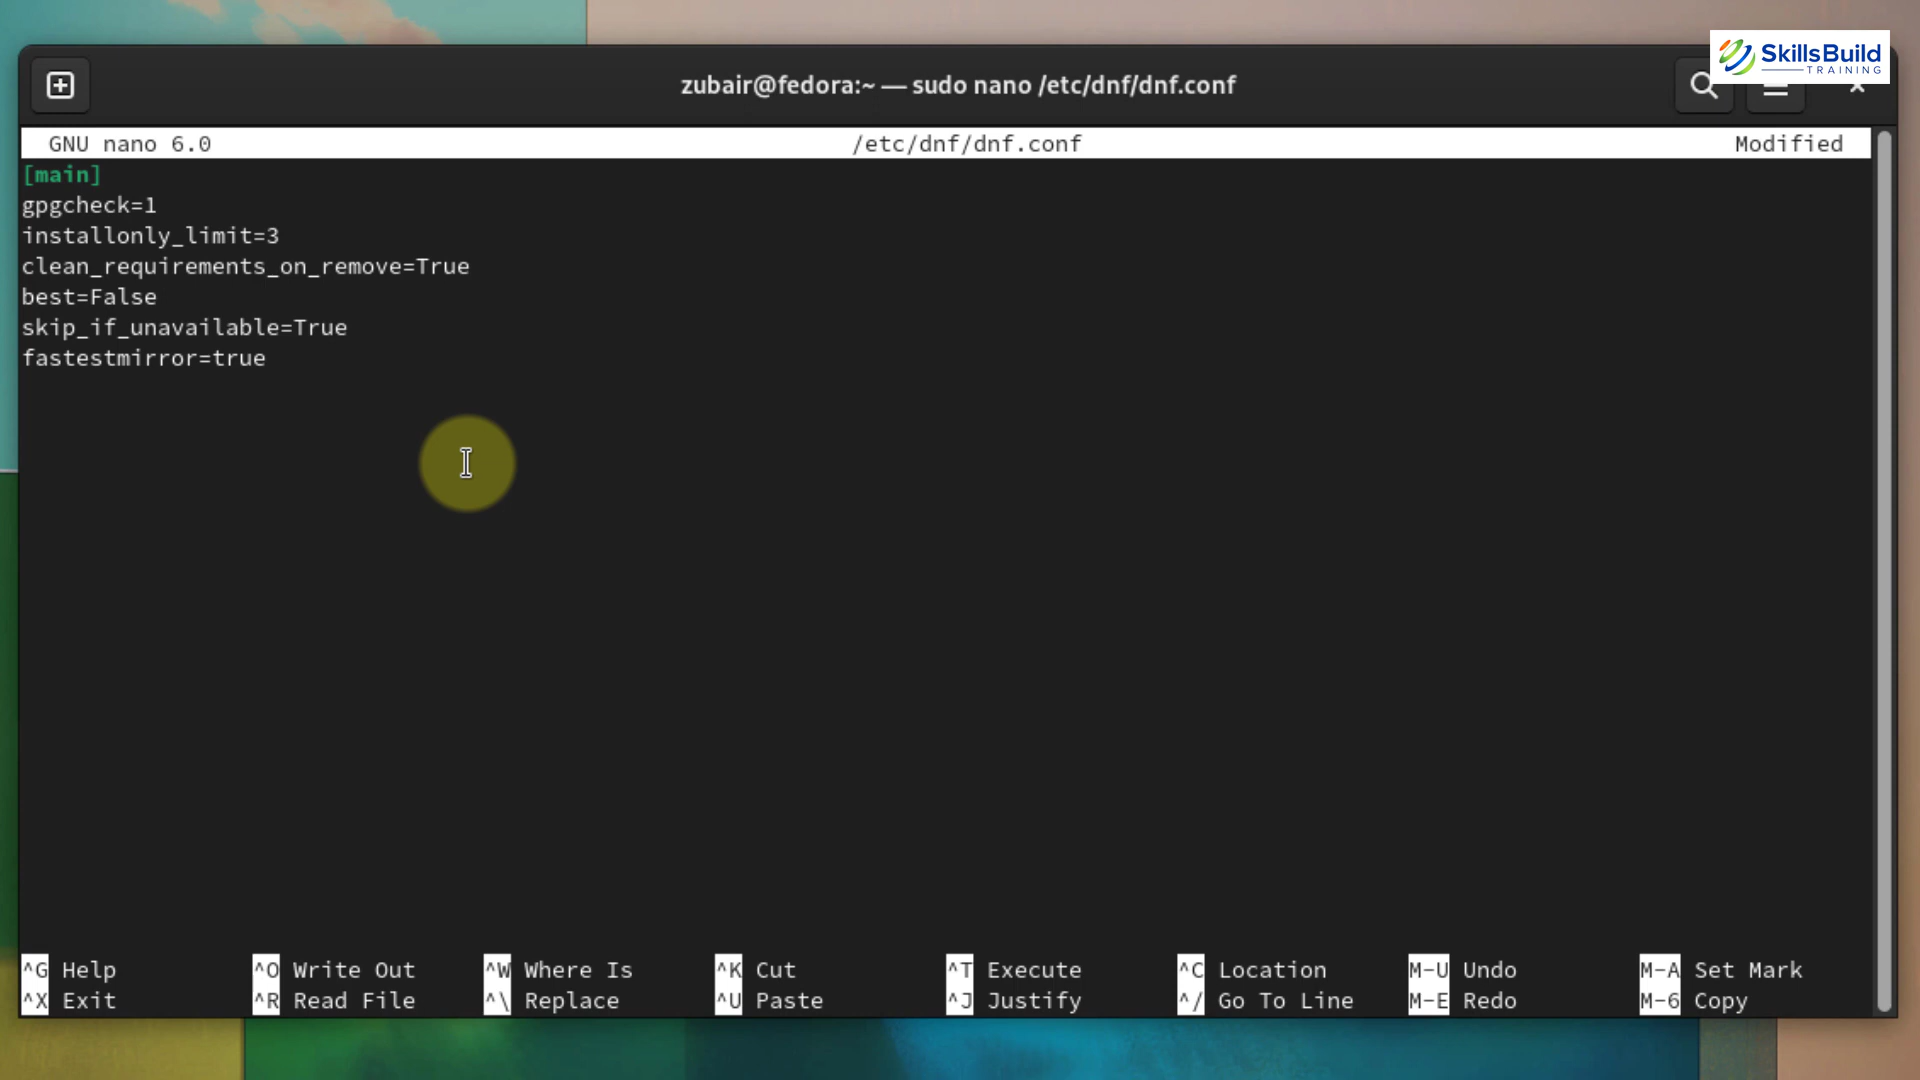 SkillsBuild
TRAINING
zubair@fedora:~ — sudo nano /etc/dnf/dnf.conf
GNU nano 6.0 /etc/dnf/dnf.conf Modified
[main]
gpgcheck=1
installonly_limit=3
clean_requirements_on_remove=True
best=False
skip_if_unavailable=True
fastestmirror=true
^G Help ^O Write Out ^W Where Is ^K Cut ^T Execute ^C Location M-U Undo M-A Set Mark
^X Exit ^R Read File ^\ Replace ^U Paste ^J Justify ^/ Go To Line M-E Redo M-6 Copy